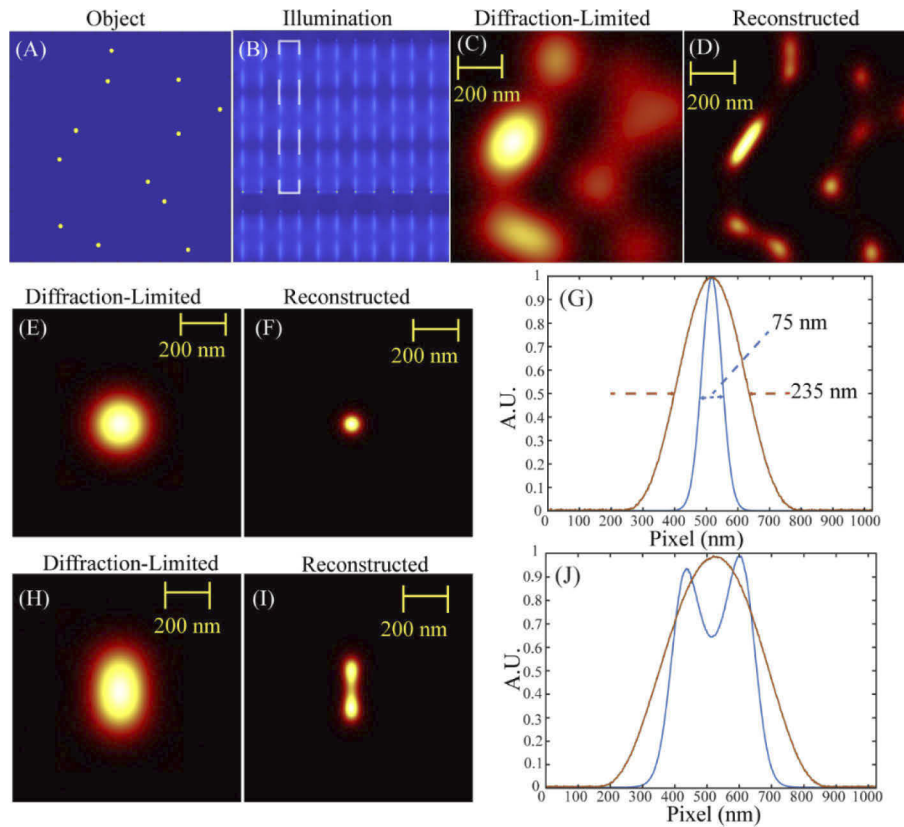 Object
Illumination
Diffraction-Limited
Reconstructed
(A)
(B)
(C)
(D)
200 nm
200 nm
Diffraction-Limited
Reconstructed
(E)
(F)
(G)
200 nm
200 nm
75 nm
235 nm
1
0.9
0.8
0.7
0.6
0.5
0.4
0.3
0.2
0.1
0
A.U.
0 100 200 300 400 500 600 700 800 900 1000
Pixel (nm)
Diffraction-Limited
Reconstructed
(H)
(I)
(J)
200 nm
200 nm
1
0.9
0.8
0.7
0.6
0.5
0.4
0.3
0.2
0.1
0
A.U.
0 100 200 300 400 500 600 700 800 900 1000
Pixel (nm)